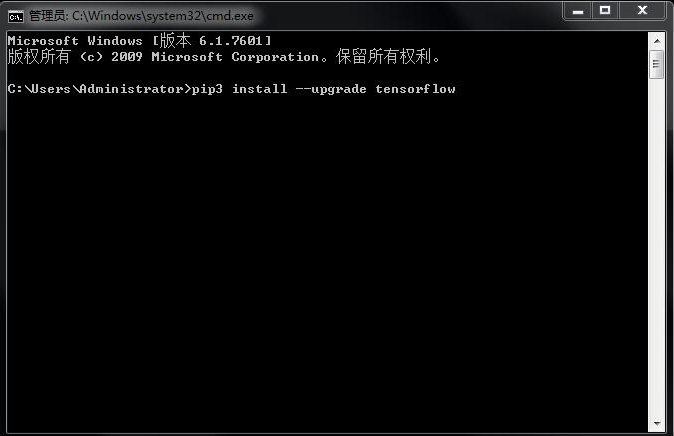 管理员: C:\Windows\system32\cmd.exe
Microsoft Windows [版本 6.1.7601]
版权所有 (c) 2009 Microsoft Corporation。保留所有权利。
C:\Users\Administrator>pip3 install --upgrade tensorflow